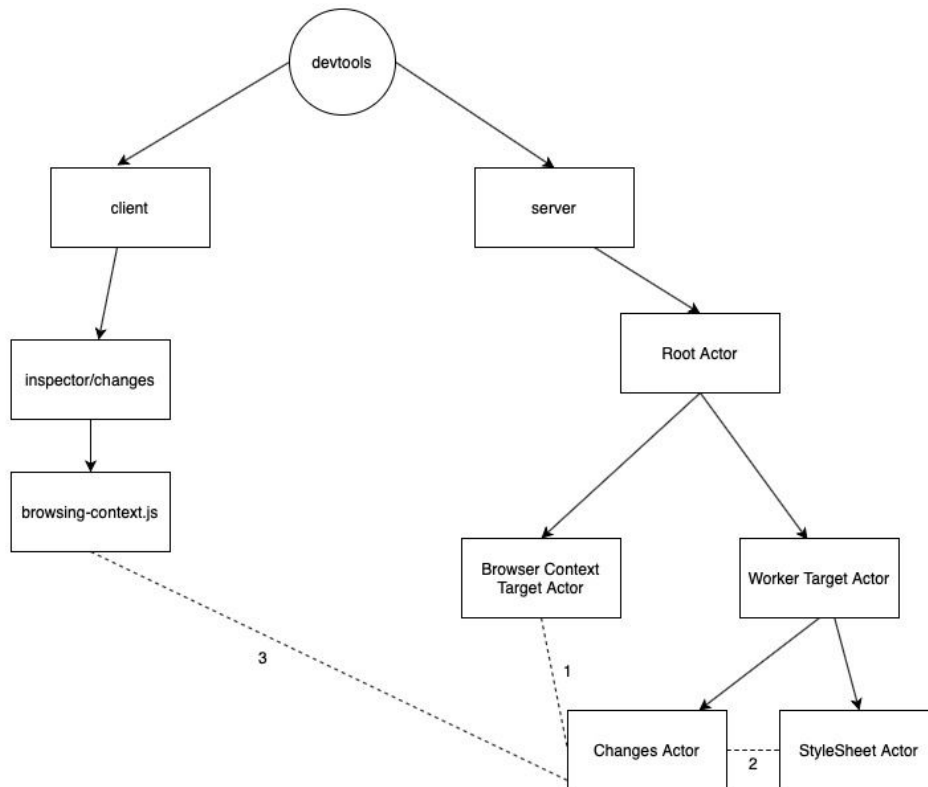 devtools
client
server
Root Actor
inspector/changes
browsing-context.js
Browser Context
Target Actor
Worker Target Actor
3
1
Changes Actor
2
StyleSheet Actor